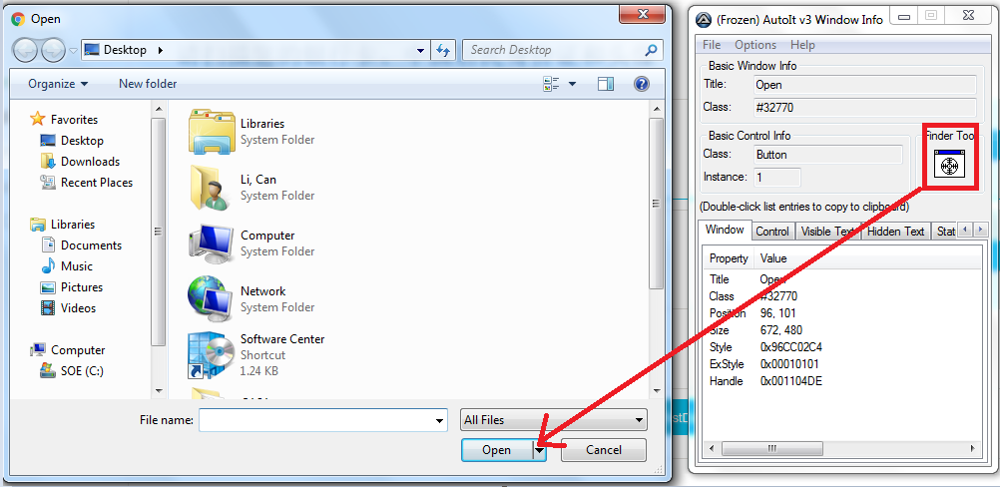 Open
Desktop
Search Desktop
Organize
New folder
Favorites
Desktop
Downloads
Recent Places
Libraries
Documents
Music
Pictures
Videos
Computer
SOE (C:)
Libraries
System Folder
Li, Can
System Folder
Computer
System Folder
Network
System Folder
Software Center
Shortcut
1.24 KB
File name:
All Files
Open
Cancel
(Frozen) AutoIt v3 Window Info
File Options Help
Basic Window Info
Title: Open
Class: #32770
Basic Control Info
Finder Tool
Class: Button
Instance: 1
(Double-click list entries to copy to clipboard)
Window Control Visible Text Hidden Text Stat
Property Value
Title Open
Class #32770
Position 96, 101
Size 672, 480
Style 0x96CC02C4
ExStyle 0x00010101
Handle 0x001104DE